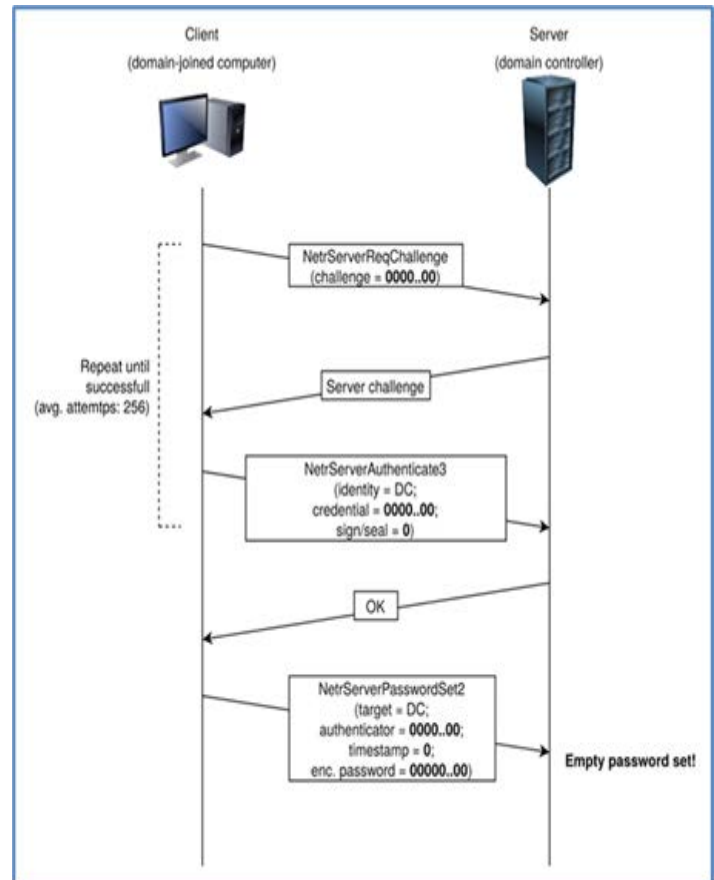 Client
(domain-joined computer)
Server
(domain controller)
NetrServerReqChallenge
(challenge = 0000..00)
Repeat until
successfull
(avg. attemtps: 256)
Server challenge
NetrServerAuthenticate3
(identity = DC;
credential = 0000..00;
sign/seal = 0)
OK
NetrServerPasswordSet2
(target = DC;
authenticator = 0000..00;
timestamp = 0;
enc. password = 00000..00)
Empty password set!